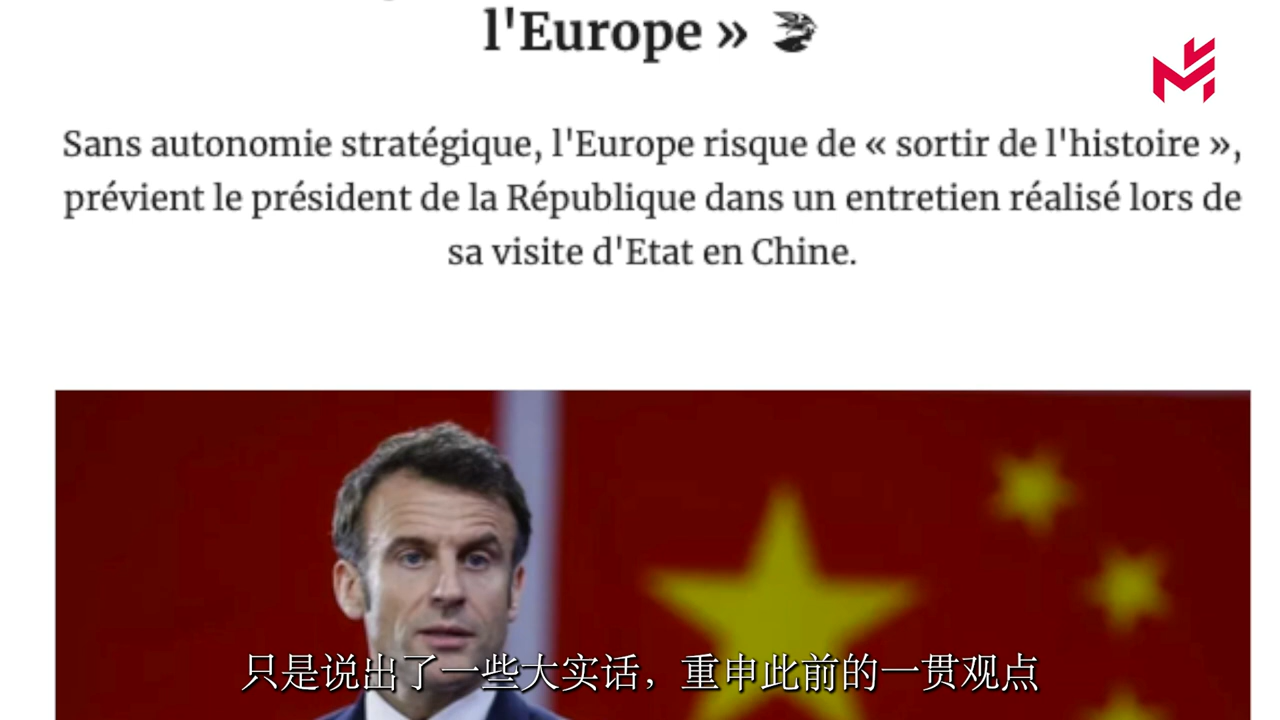 l'Europe »
Sans autonomie stratégique, l'Europe risque de « sortir de l'histoire »,
prévient le président de la République dans un entretien réalisé lors de
sa visite d'Etat en Chine.
只是说出了一些大实话，重申此前的一贯观点